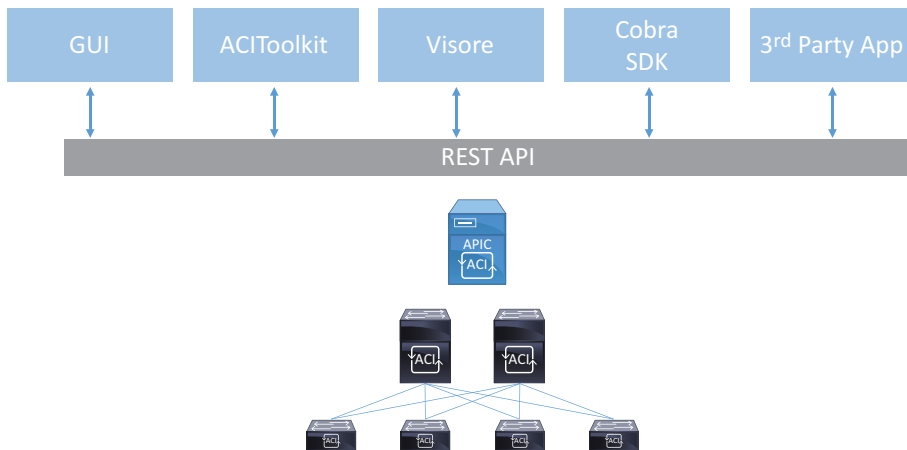 GUI
ACIToolkit
Visore
Cobra
SDK
3rd Party App
REST API
APIC
ACI
ACI
ACI
ACI
ACI
ACI
ACI